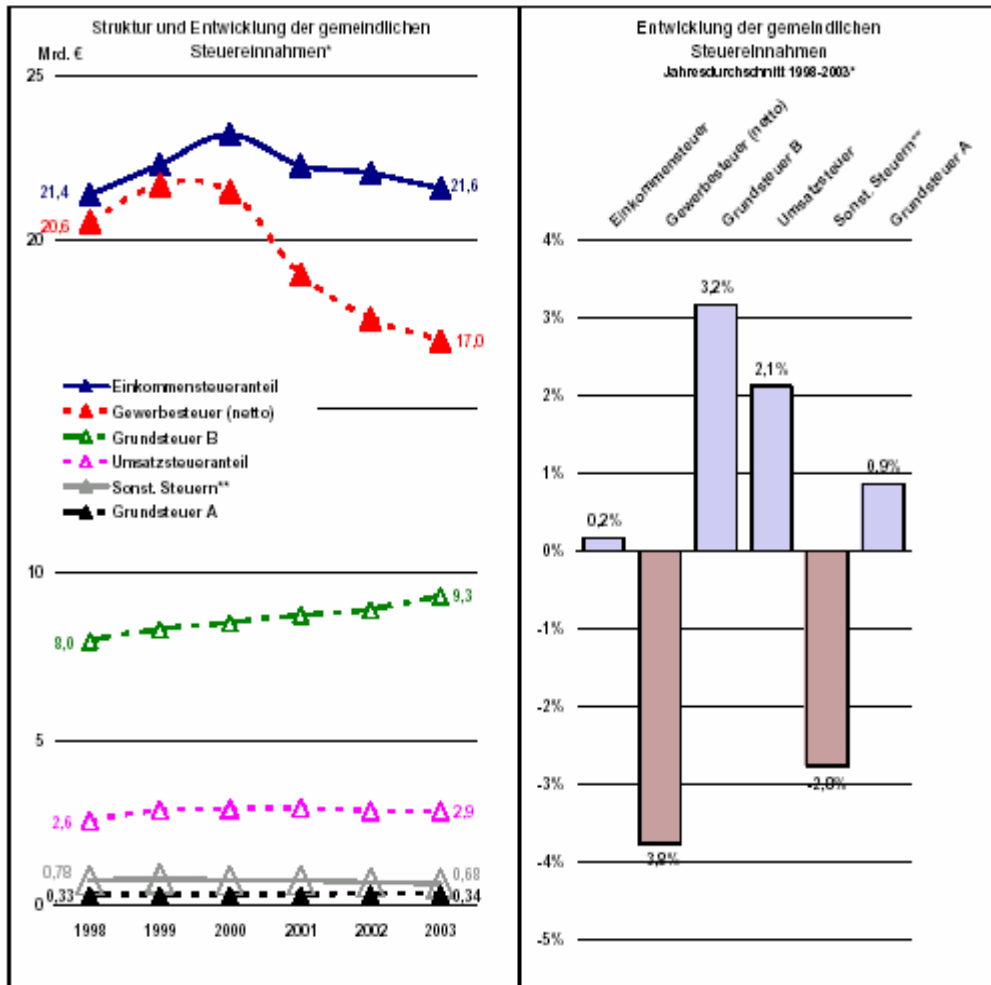 Struktur und Entwicklung der gemeindlichen
Steuereinnahmen*
Mrd. €
25
21,4
21,6
20,6
20
17,0
Einkommensteueranteil
Gewerbesteuer (netto)
Grundsteuer B
Umsatzsteueranteil
Sonst. Steuern**
Grundsteuer A
10
9,3
8,0
5
2,6
2,9
0,78
0,68
0,33
0,34
0
1998 1999 2000 2001 2002 2003
Entwicklung der gemeindlichen
Steuereinnahmen
Jahresdurchschnitt 1998-2003*
Einkommensteuer
Gewerbesteuer (netto)
Grundsteuer B
Umsatzsteuer
Sonst. Steuern**
Grundsteuer A
4%
3,2%
3%
2,1%
2%
1%
0,9%
0,2%
0%
-1%
-2%
-3%
-2,8%
-4%
-3,8%
-5%